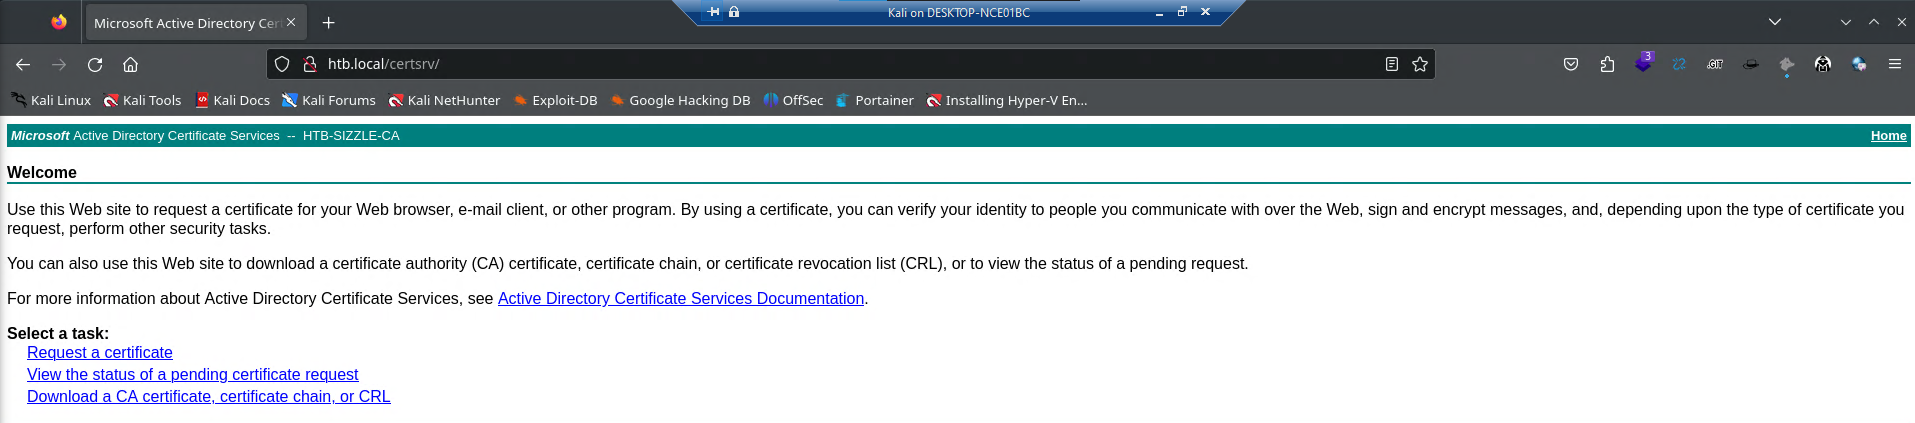 Kali on DESKTOP-NCE01BC
Microsoft Active Directory Cert
htb.local/certsrv/
3
.GIT
Kali Linux Kali Tools Kali Docs Kali Forums Kali NetHunter Exploit-DB Google Hacking DB OffSec Portainer Installing Hyper-V En...
Microsoft Active Directory Certificate Services -- HTB-SIZZLE-CA Home
Welcome
Use this Web site to request a certificate for your Web browser, e-mail client, or other program. By using a certificate, you can verify your identity to people you communicate with over the Web, sign and encrypt messages, and, depending upon the type of certificate you
request, perform other security tasks.
You can also use this Web site to download a certificate authority (CA) certificate, certificate chain, or certificate revocation list (CRL), or to view the status of a pending request.
For more information about Active Directory Certificate Services, see Active Directory Certificate Services Documentation.
Select a task:
Request a certificate
View the status of a pending certificate request
Download a CA certificate, certificate chain, or CRL